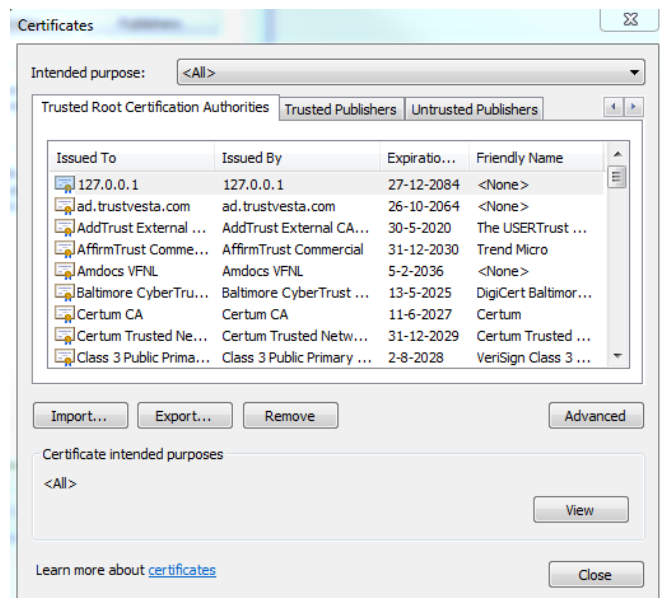 Certificates
Intended purpose: <All>
Trusted Root Certification Authorities Trusted Publishers Untrusted Publishers
Issued To Issued By Expiratio... Friendly Name
127.0.0.1 127.0.0.1 27-12-2084 <None>
ad.trustvesta.com ad.trustvesta.com 26-10-2064 <None>
AddTrust External ... AddTrust External CA... 30-5-2020 The USERTrust ...
AffirmTrust Comme... AffirmTrust Commercial 31-12-2030 Trend Micro
Amdocs VFNL Amdocs VFNL 5-2-2036 <None>
Baltimore CyberTru... Baltimore CyberTrust ... 13-5-2025 DigiCert Baltimor...
Certum CA Certum CA 11-6-2027 Certum
Certum Trusted Ne... Certum Trusted Netw... 31-12-2029 Certum Trusted ...
Class 3 Public Prima... Class 3 Public Primary ... 2-8-2028 VeriSign Class 3 ...
Import... Export... Remove Advanced
Certificate intended purposes
<All>
View
Learn more about certificates
Close